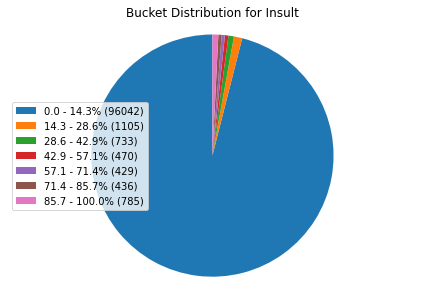 Bucket Distribution for Insult
0.0 - 14.3% (96042)
14.3 - 28.6% (1105)
28.6 - 42.9% (733)
42.9 - 57.1% (470)
57.1 - 71.4% (429)
71.4 - 85.7% (436)
85.7 - 100.0% (785)